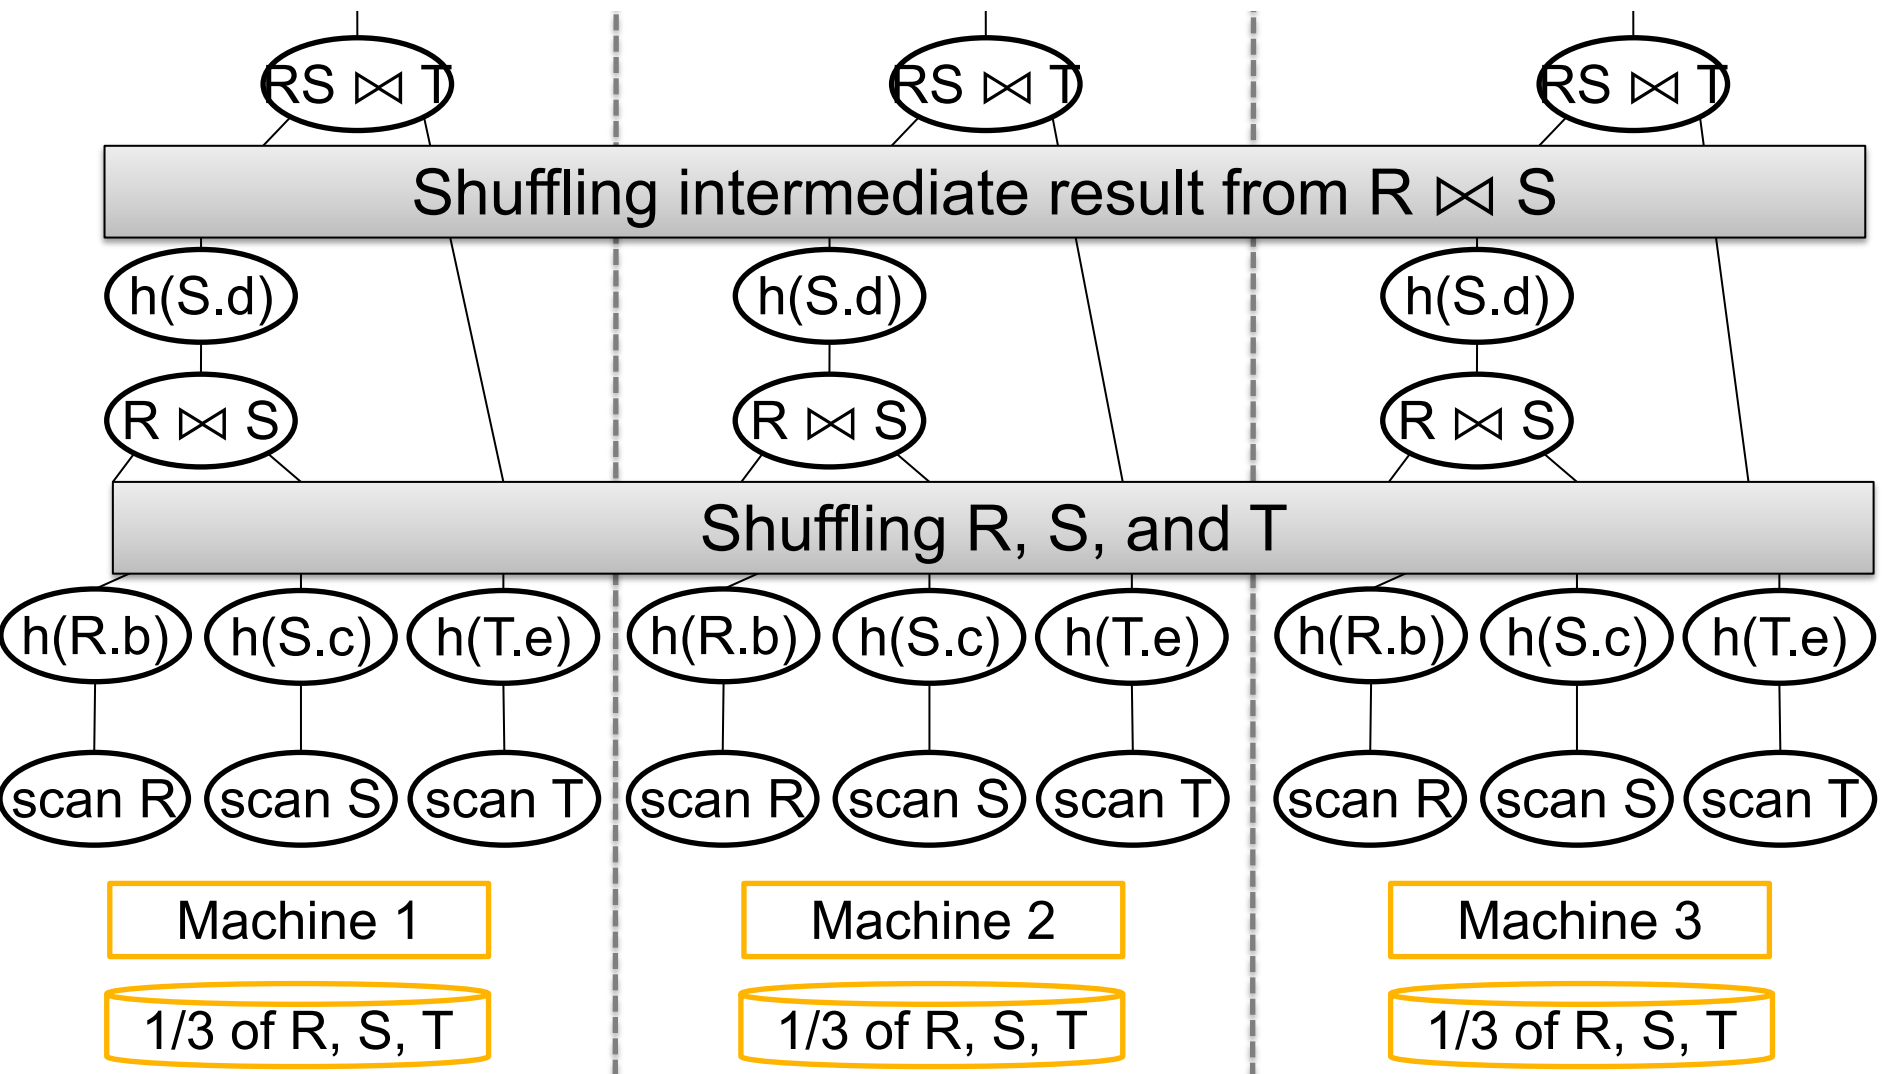 RS ⋈ T RS ⋈ T RS ⋈ T
Shuffling intermediate result from R ⋈ S
h(S.d) h(S.d) h(S.d)
R ⋈ S R ⋈ S R ⋈ S
Shuffling R, S, and T
h(R.b) h(S.c) h(T.e) h(R.b) h(S.c) h(T.e) h(R.b) h(S.c) h(T.e)
scan R scan S scan T scan R scan S scan T scan R scan S scan T
Machine 1 Machine 2 Machine 3
1/3 of R, S, T 1/3 of R, S, T 1/3 of R, S, T